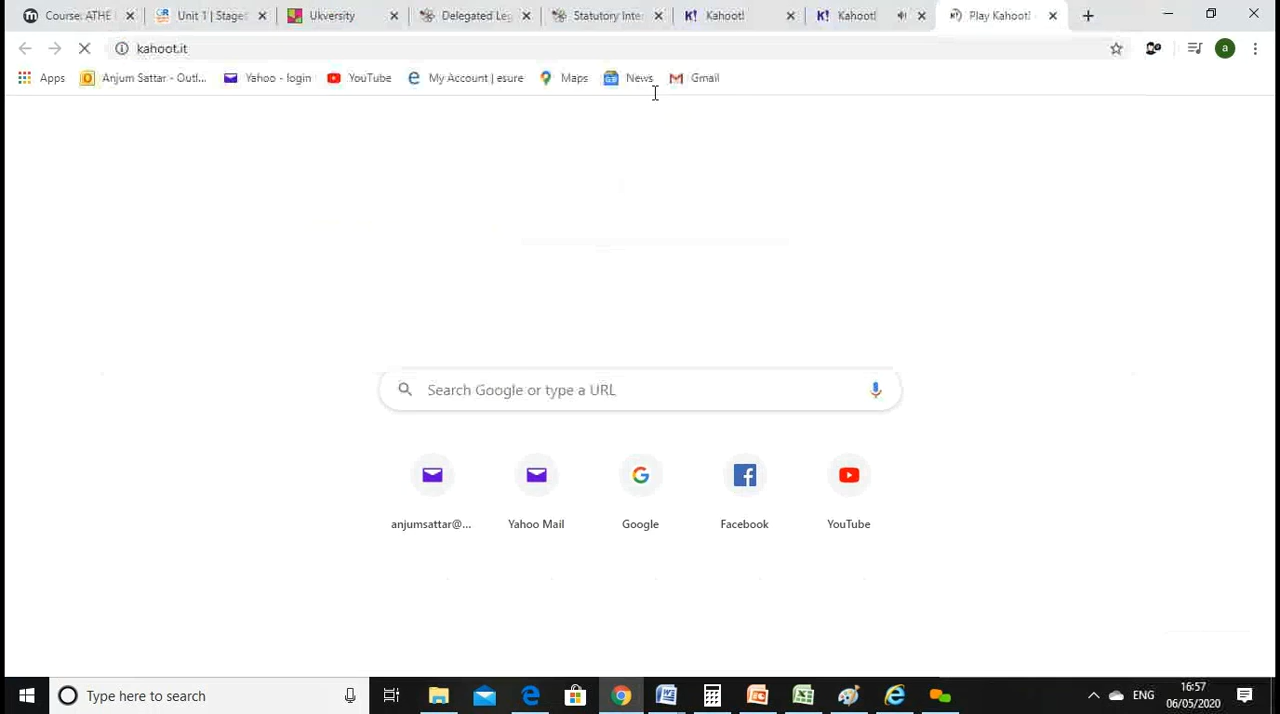 Course: ATHE
Unit 1 | Stage
Ukversity
Delegated Leg
Statutory Inte
K! Kahoot!
K! Kahoot!
Play Kahoot!
kahoot.it
a
Apps
Anjum Sattar - Outl...
Yahoo - login
YouTube
My Account | esure
Maps
News
Gmail
Search Google or type a URL
anjumsattar@...
Yahoo Mail
Google
Facebook
YouTube
Type here to search
ENG
16:57
06/05/2020